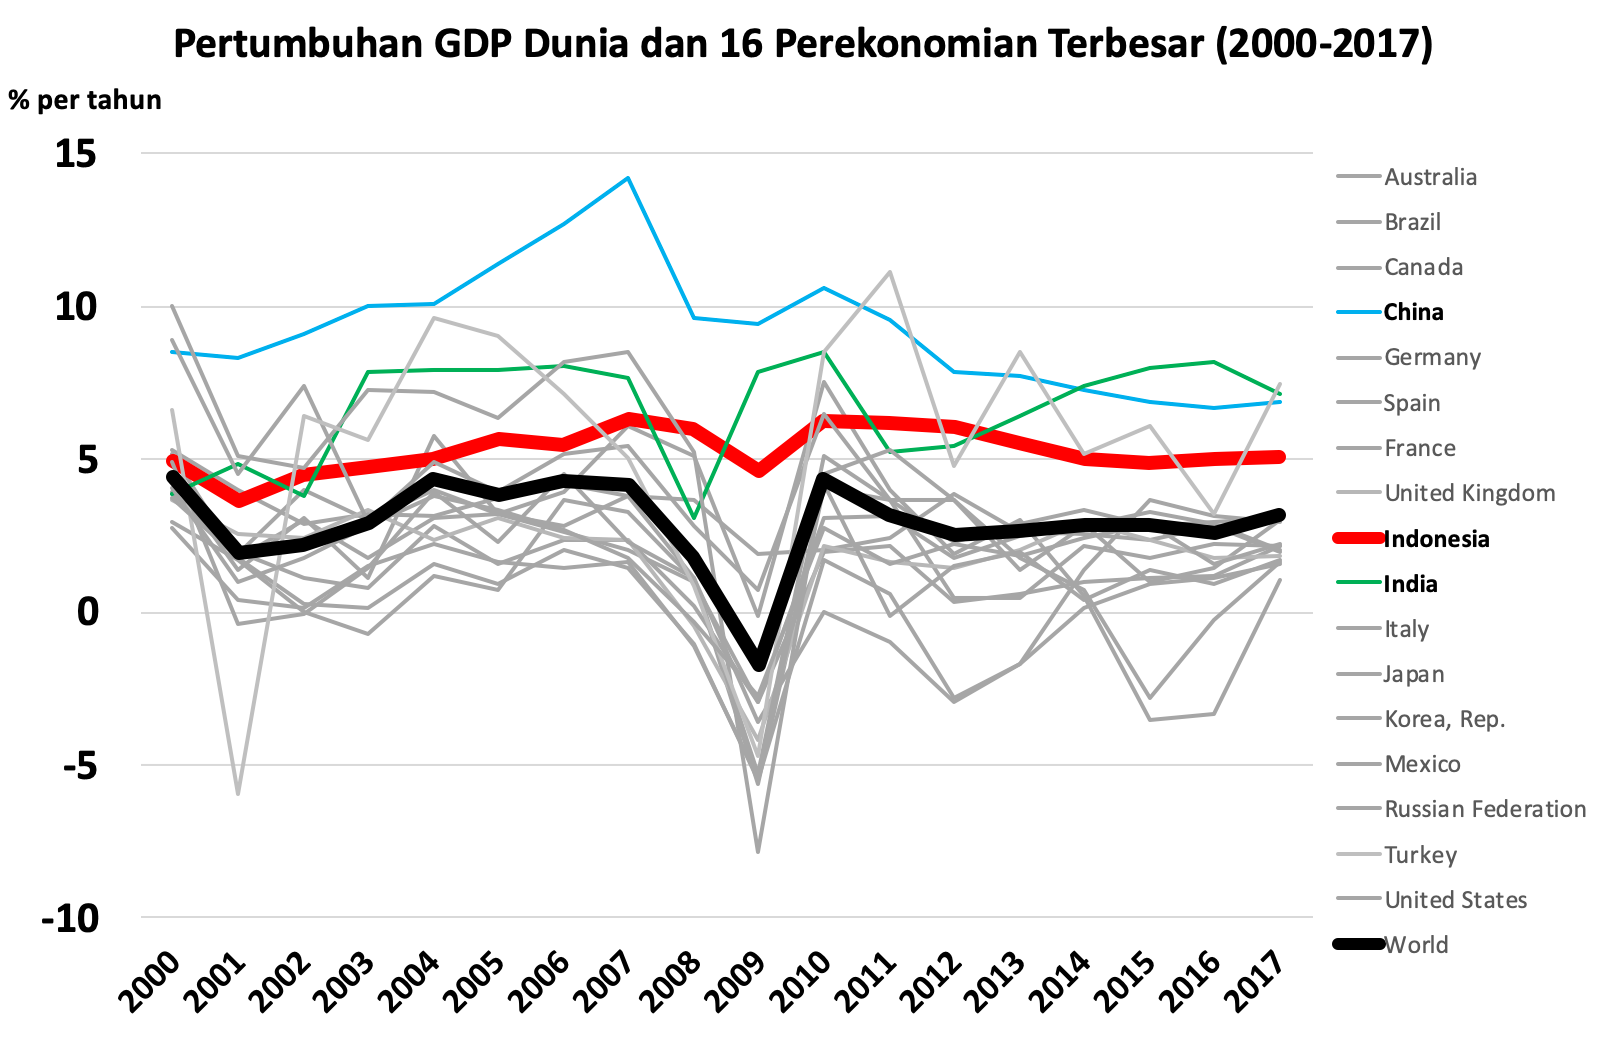 Pertumbuhan GDP Dunia dan 16 Perekonomian Terbesar (2000-2017)
% per tahun
15
10
5
0
-5
-10
2000
2001
2002
2003
2004
2005
2006
2007
2008
2009
2010
2011
2012
2013
2014
2015
2016
2017
Australia
Brazil
Canada
China
Germany
Spain
France
United Kingdom
Indonesia
India
Italy
Japan
Korea, Rep.
Mexico
Russian Federation
Turkey
United States
World